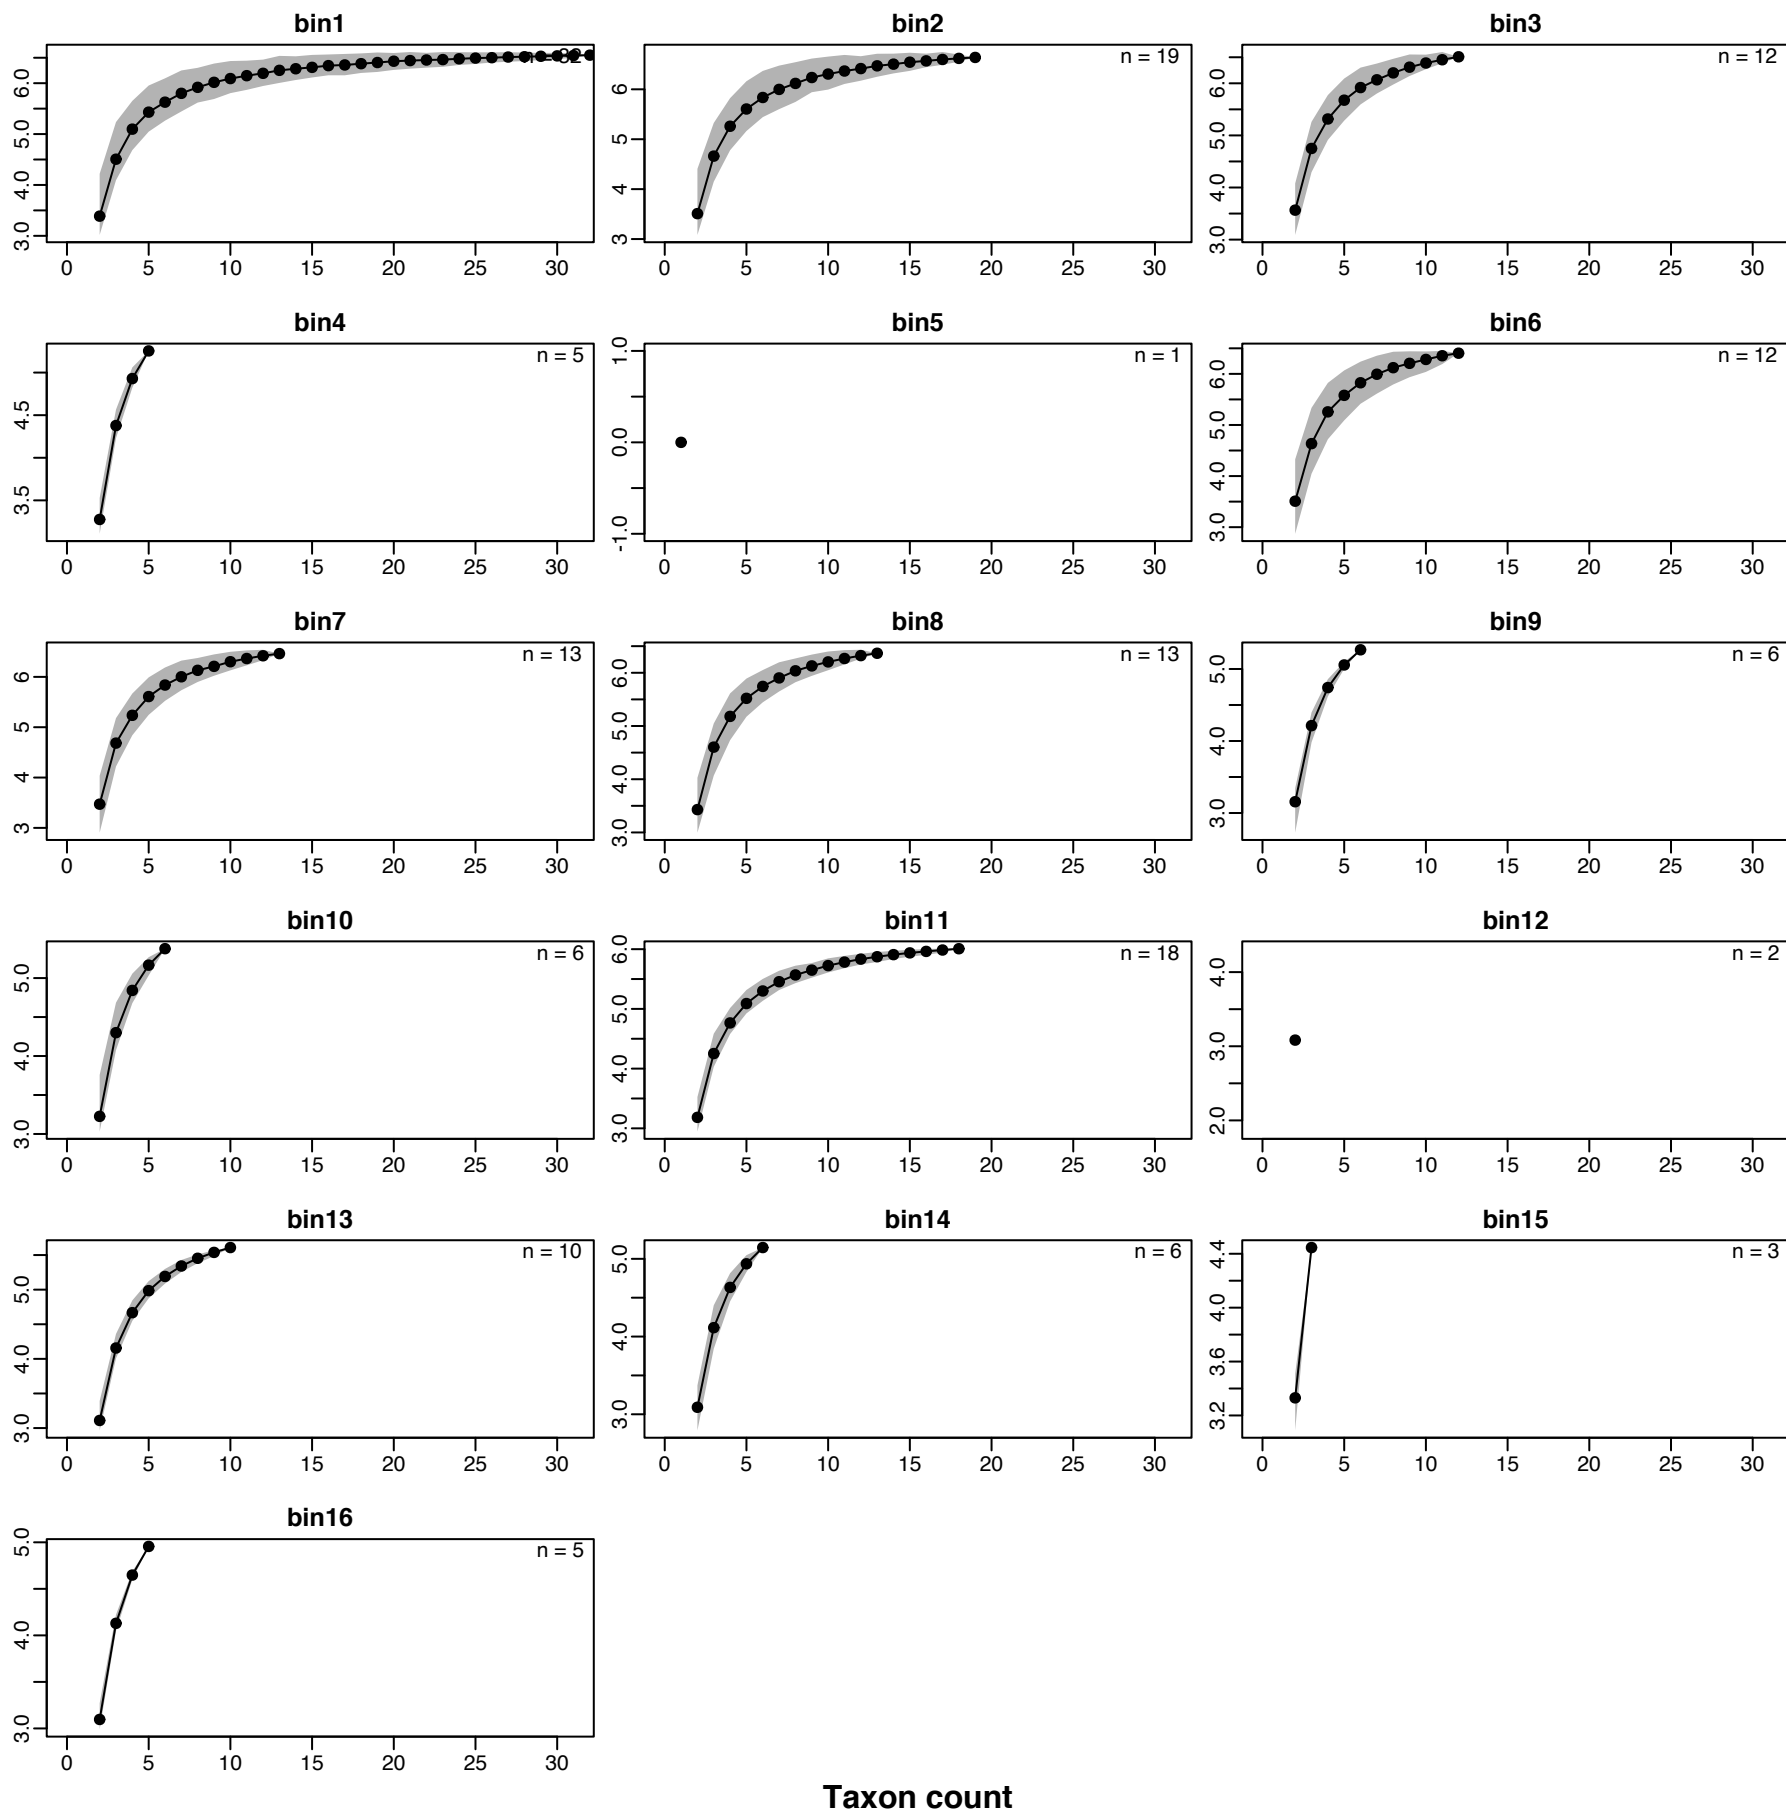 bin1 bin2 bin3
n = 32 n = 19 n = 12
3.0 4.0 5.0 6.0 3 4 5 6 3.0 4.0 5.0 6.0
0 5 10 15 20 25 30 0 5 10 15 20 25 30 0 5 10 15 20 25 30
bin4 bin5 bin6
n = 5 n = 1 n = 12
3.5 4.5 -1.0 0.0 1.0 3.0 4.0 5.0 6.0
0 5 10 15 20 25 30 0 5 10 15 20 25 30 0 5 10 15 20 25 30
bin7 bin8 bin9
n = 13 n = 13 n = 6
3 4 5 6 3.0 4.0 5.0 6.0 3.0 4.0 5.0
0 5 10 15 20 25 30 0 5 10 15 20 25 30 0 5 10 15 20 25 30
bin10 bin11 bin12
n = 6 n = 18 n = 2
3.0 4.0 5.0 3.0 4.0 5.0 6.0 2.0 3.0 4.0
0 5 10 15 20 25 30 0 5 10 15 20 25 30 0 5 10 15 20 25 30
bin13 bin14 bin15
n = 10 n = 6 n = 3
3.0 4.0 5.0 3.0 4.0 5.0 3.2 3.6 4.0 4.4
0 5 10 15 20 25 30 0 5 10 15 20 25 30 0 5 10 15 20 25 30
bin16
n = 5
3.0 4.0 5.0
0 5 10 15 20 25 30
Taxon count